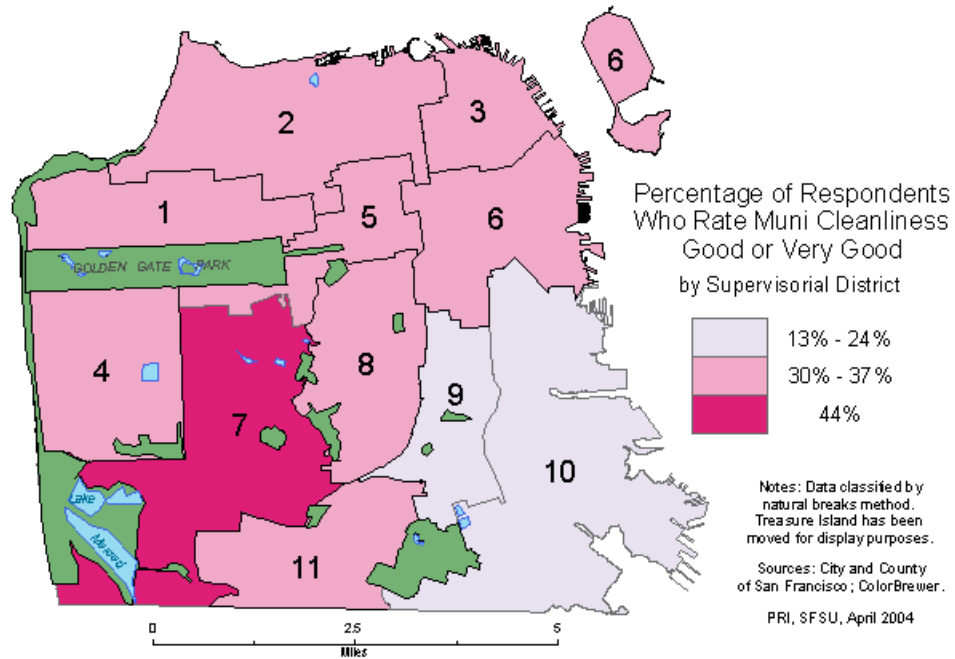 6
2
3
1
5
6
GOLDEN GATE PARK
4
8
9
7
10
Lake
Merced
11
0 2.5 5
Miles
Percentage of Respondents
Who Rate Muni Cleanliness
Good or Very Good
by Supervisorial District
13% - 24%
30% - 37%
44%
Notes: Data classified by
natural breaks method.
Treasure Island has been
moved for display purposes.
Sources: City and County
of San Francisco; ColorBrewer.
PRI, SFSU, April 2004